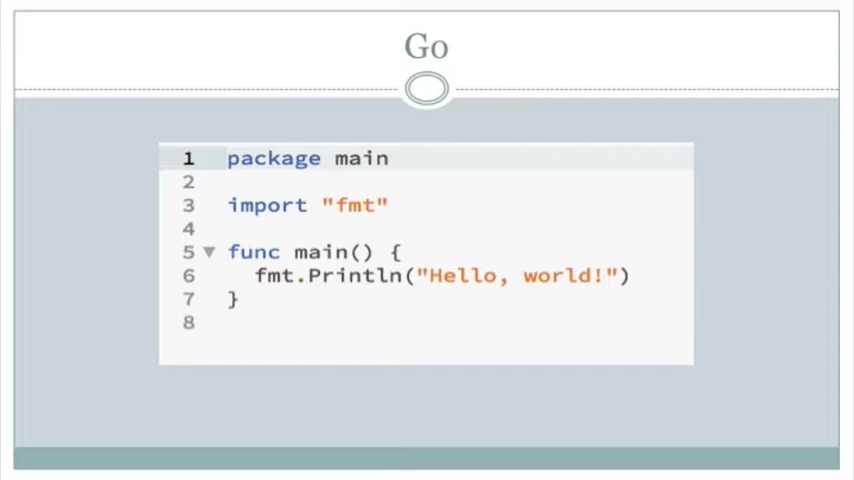 Go
1 package main
2
3 import "fmt"
4
5 func main() {
6   fmt.Println("Hello, world!")
7 }
8